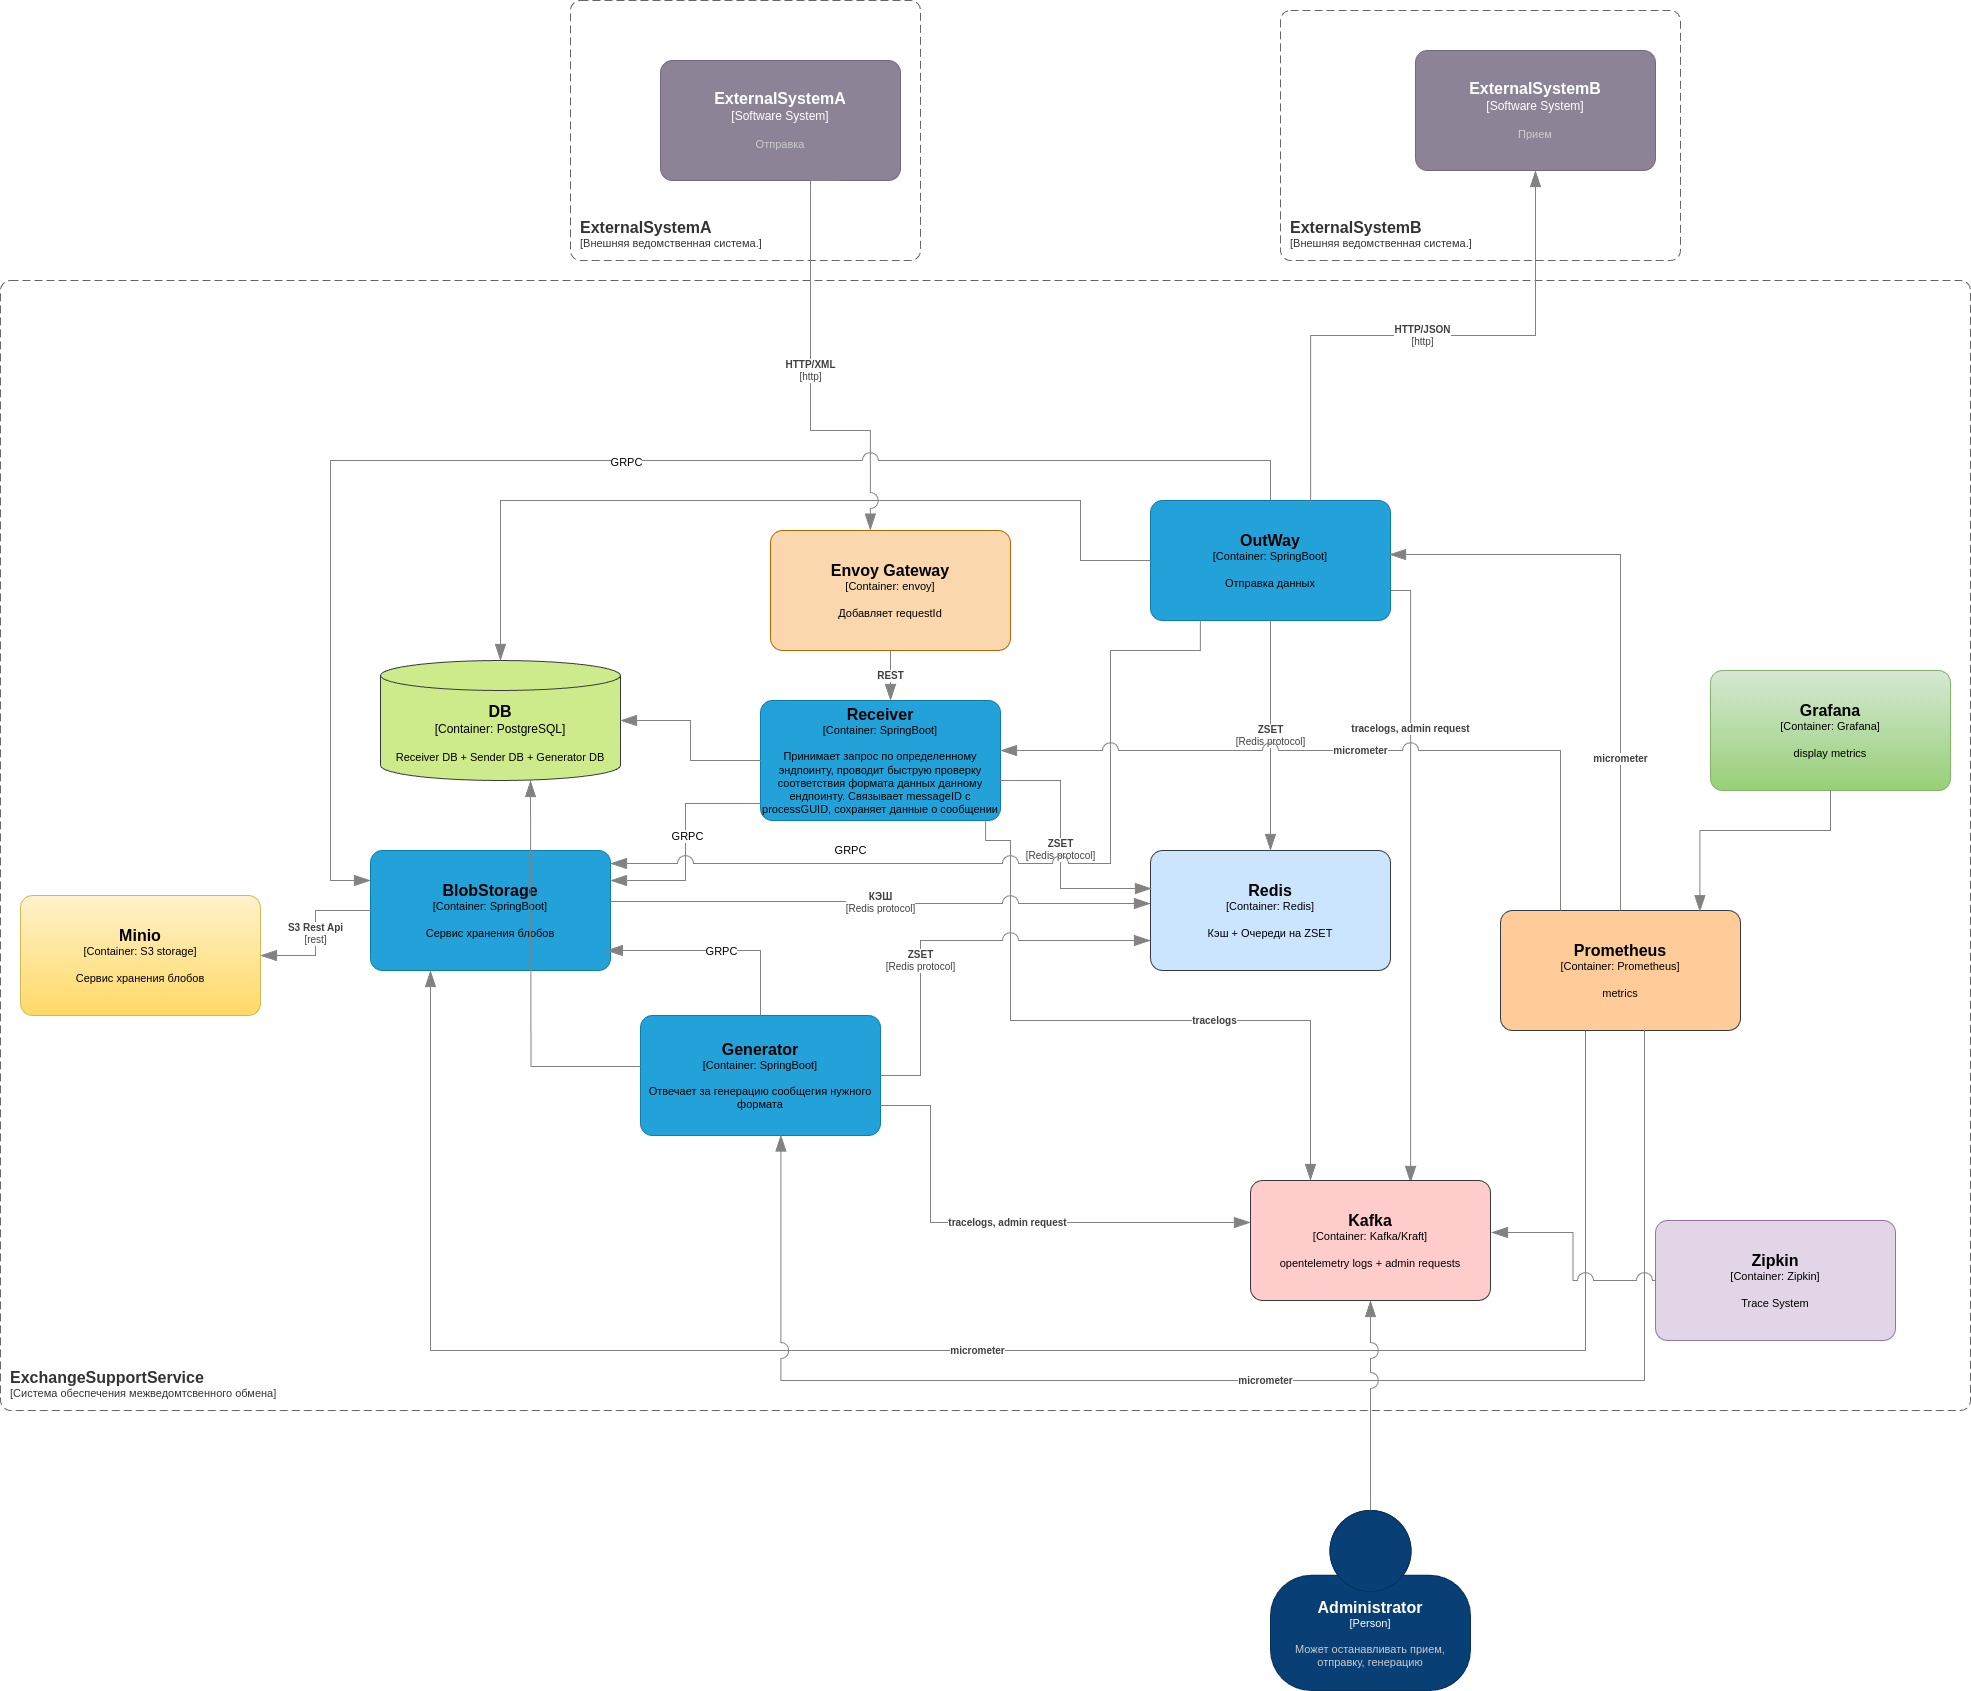 ExternalSystemA
[Software System]
Отправка
ExternalSystemA
[Внешняя ведомственная система.]
ExternalSystemB
[Software System]
Прием
ExternalSystemB
[Внешняя ведомственная система.]
HTTP/JSON
[http]
HTTP/XML
[http]
GRPC
OutWay
[Container: SpringBoot]
Отправка данных
Envoy Gateway
[Container: envoy]
Добавляет requestId
REST
DB
[Container: PostgreSQL]
Receiver DB + Sender DB + Generator DB
Receiver
[Container: SpringBoot]
Принимает запрос по определенному
эндпоинту, проводит быструю проверку
соответствия формата данных данному
ендпоинту. Связывает messageID с
processGUID, сохраняет данные о сообщении
ZSET
[Redis protocol]
tracelogs, admin request
micrometer
micrometer
Grafana
[Container: Grafana]
display metrics
GRPC
GRPC
ZSET
[Redis protocol]
BlobStorage
[Container: SpringBoot]
Сервис хранения блобов
КЭШ
[Redis protocol]
Redis
[Container: Redis]
Кэш + Очереди на ZSET
Minio
[Container: S3 storage]
Сервис хранения блобов
S3 Rest Api
[rest]
GRPC
ZSET
[Redis protocol]
Prometheus
[Container: Prometheus]
metrics
tracelogs
Generator
[Container: SpringBoot]
Отвечает за генерацию сообщегия нужного
формата
tracelogs, admin request
Kafka
[Container: Kafka/Kraft]
opentelemetry logs + admin requests
Zipkin
[Container: Zipkin]
Trace System
micrometer
micrometer
ExchangeSupportService
[Система обеспечения межведомтсвенного обмена]
Administrator
[Person]
Может останавливать прием,
отправку, генерацию